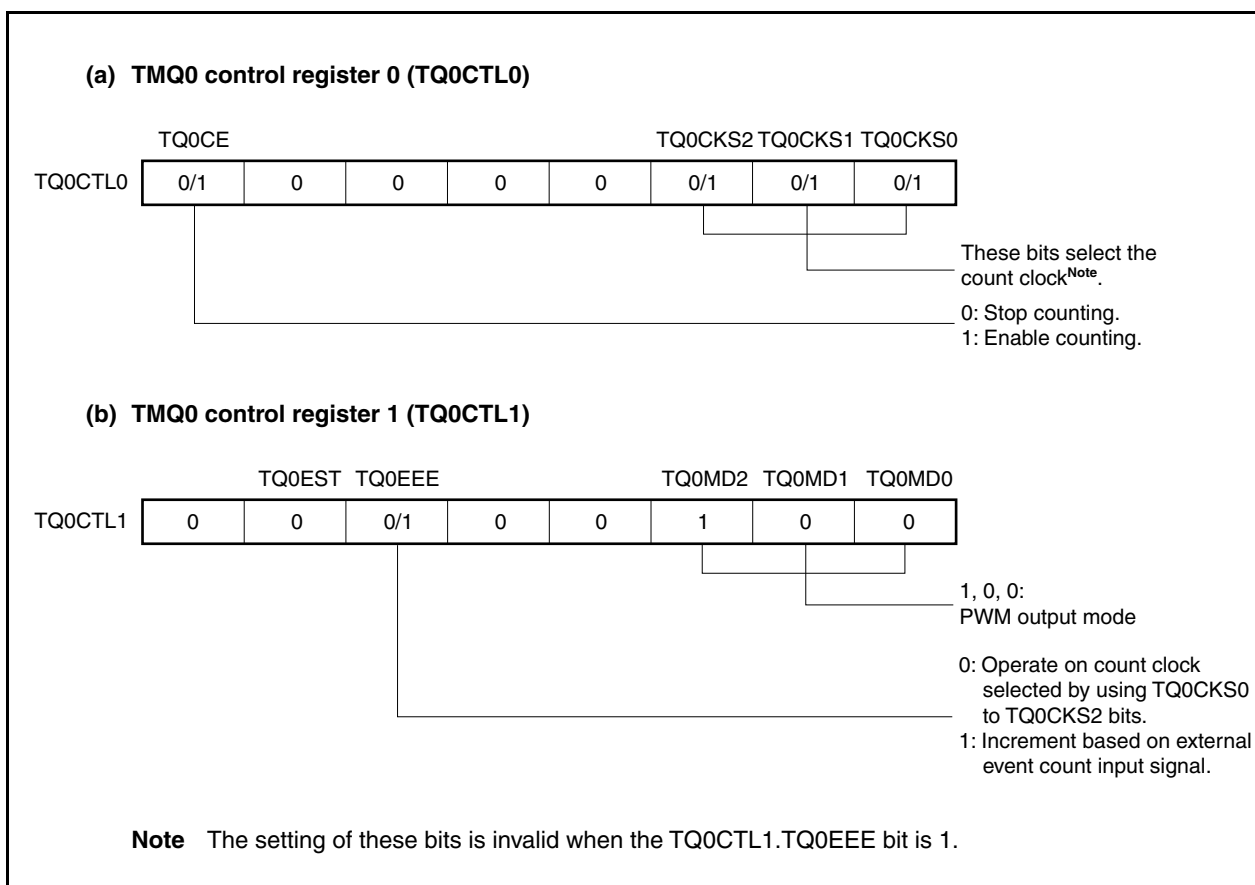 (a) TMQ0 control register 0 (TQ0CTL0)
TQ0CE TQ0CKS2 TQ0CKS1 TQ0CKS0
TQ0CTL0 0/1 0 0 0 0 0/1 0/1 0/1
These bits select the
count clockNote.
0: Stop counting.
1: Enable counting.
(b) TMQ0 control register 1 (TQ0CTL1)
TQ0EST TQ0EEE TQ0MD2 TQ0MD1 TQ0MD0
TQ0CTL1 0 0 0/1 0 0 1 0 0
1, 0, 0:
PWM output mode
0: Operate on count clock
selected by using TQ0CKS0
to TQ0CKS2 bits.
1: Increment based on external
event count input signal.
Note The setting of these bits is invalid when the TQ0CTL1.TQ0EEE bit is 1.